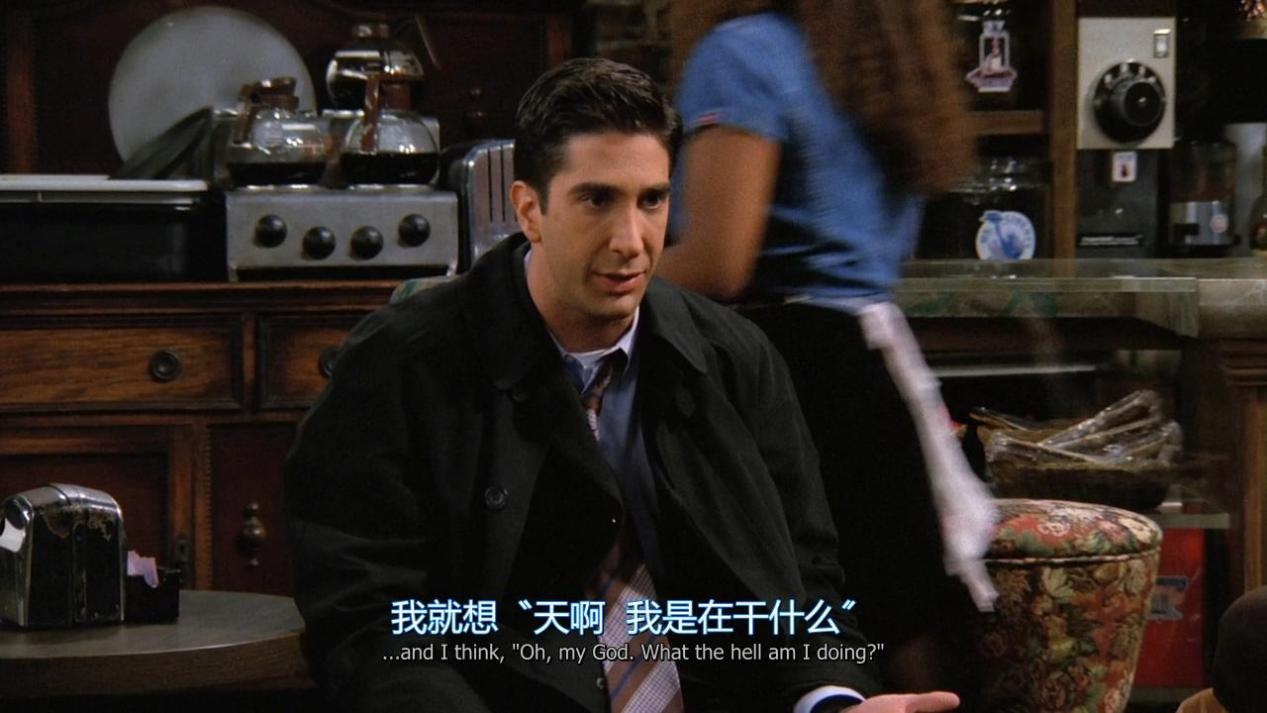 我就想〝天啊 我是在干什么〞
...and I think, "Oh, my God. What the hell am I doing?"